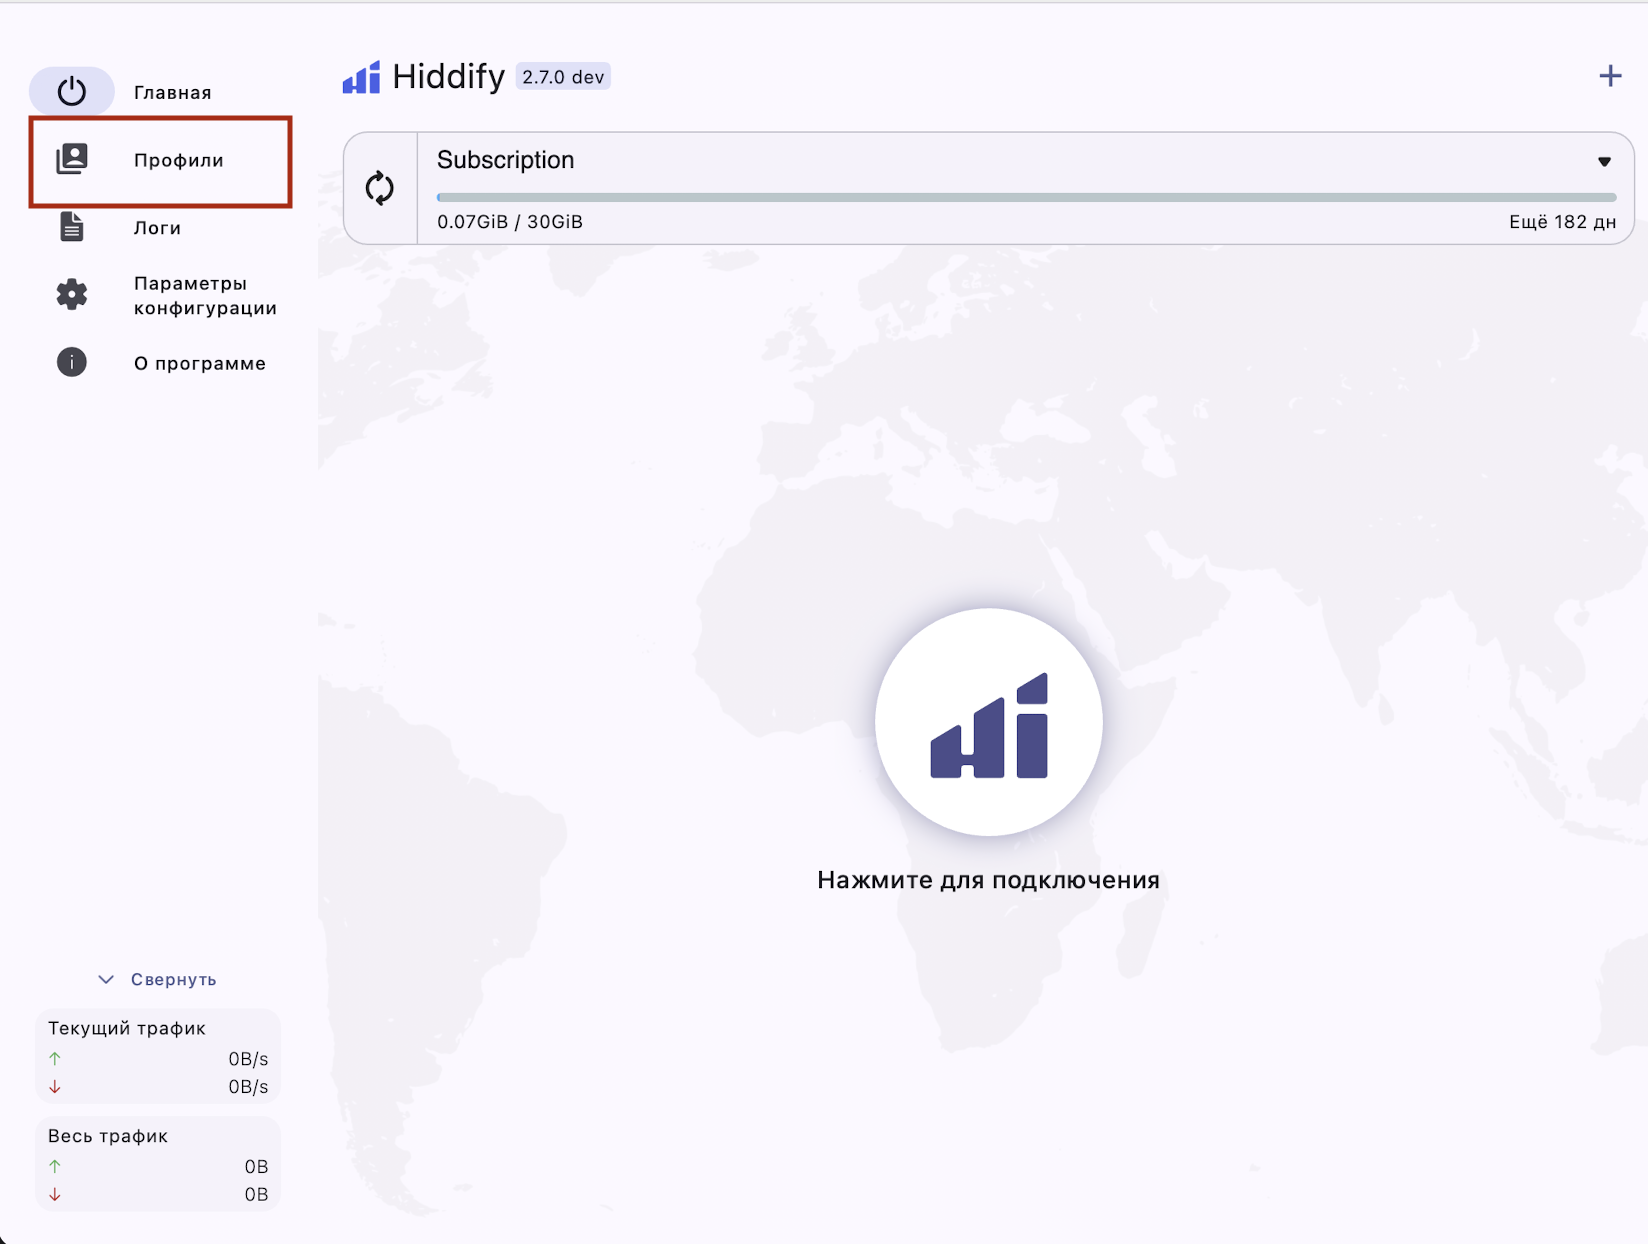 Главная
Профили
Логи
Параметры
конфигурации
О программе
Hiddify 2.7.0 dev
Subscription
0.07GiB / 30GiB
Ещё 182 дн
Нажмите для подключения
Свернуть
Текущий трафик
↑ 0B/s
↓ 0B/s
Весь трафик
↑ 0B
↓ 0B